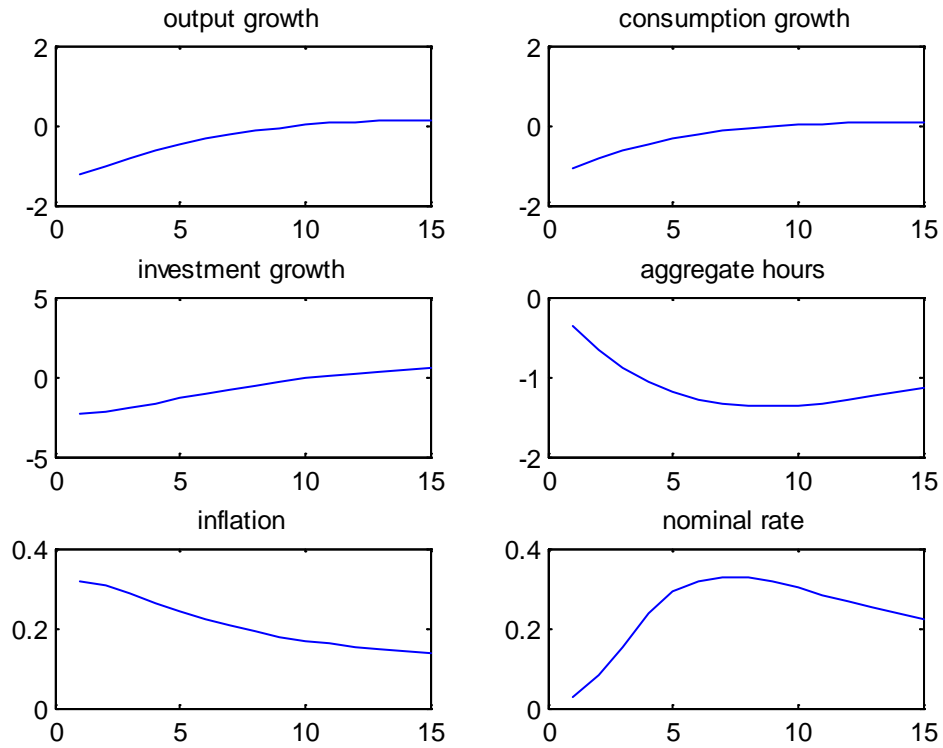 output growth
2
0
-2
0 5 10 15
consumption growth
2
0
-2
0 5 10 15
investment growth
5
0
-5
0 5 10 15
aggregate hours
0
-1
-2
0 5 10 15
inflation
0.4
0.2
0
0 5 10 15
nominal rate
0.4
0.2
0
0 5 10 15